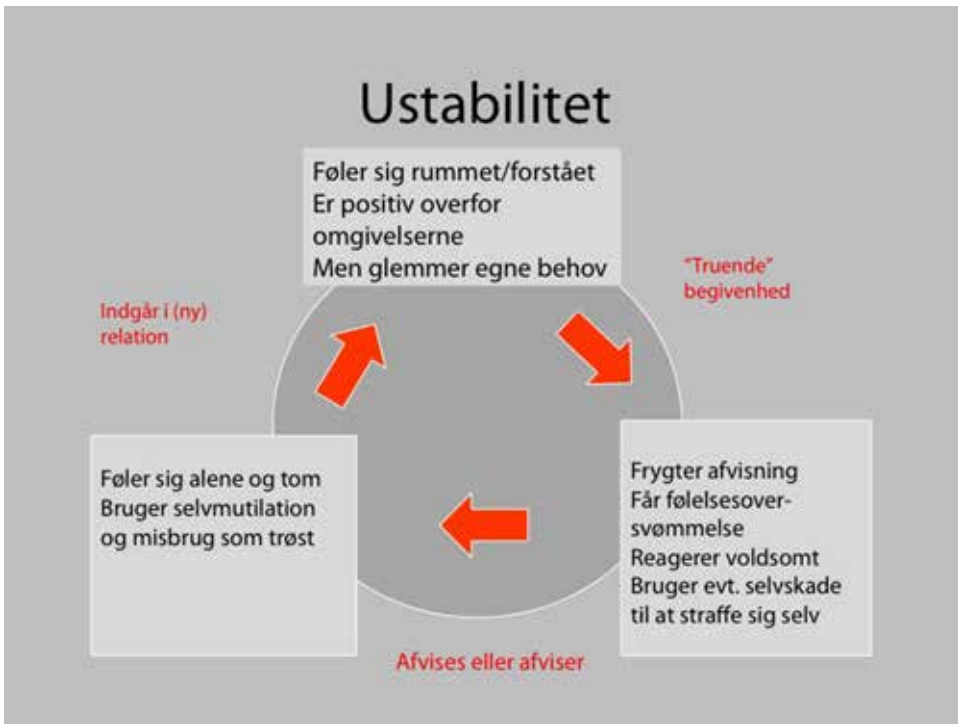 Ustabilitet
Føler sig rummet/forstået
Er positiv overfor
omgivelserne
Men glemmer egne behov
"Truende"
begivenhed
Frygter afvisning
Får følelsesover-
svømmelse
Reagerer voldsomt
Bruger evt. selvskade
til at straffe sig selv
Afvises eller afviser
Føler sig alene og tom
Bruger selvmutilation
og misbrug som trøst
Indgår i (ny)
relation